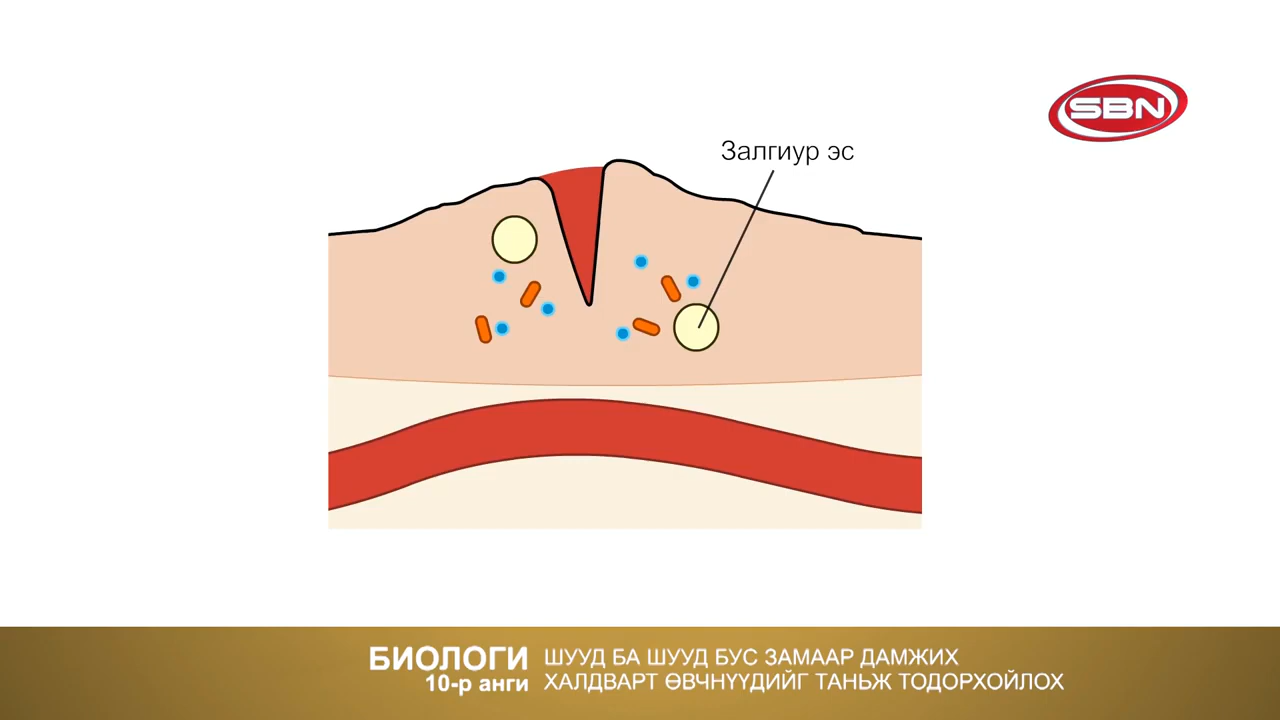 SBN
Залгиур эс
БИОЛОГИ
10-р анги
ШУУД БА ШУУД БУС ЗАМААР ДАМЖИХ
ХАЛДВАРТ ӨВЧНҮҮДИЙГ ТАНЬЖ ТОДОРХОЙЛОХ